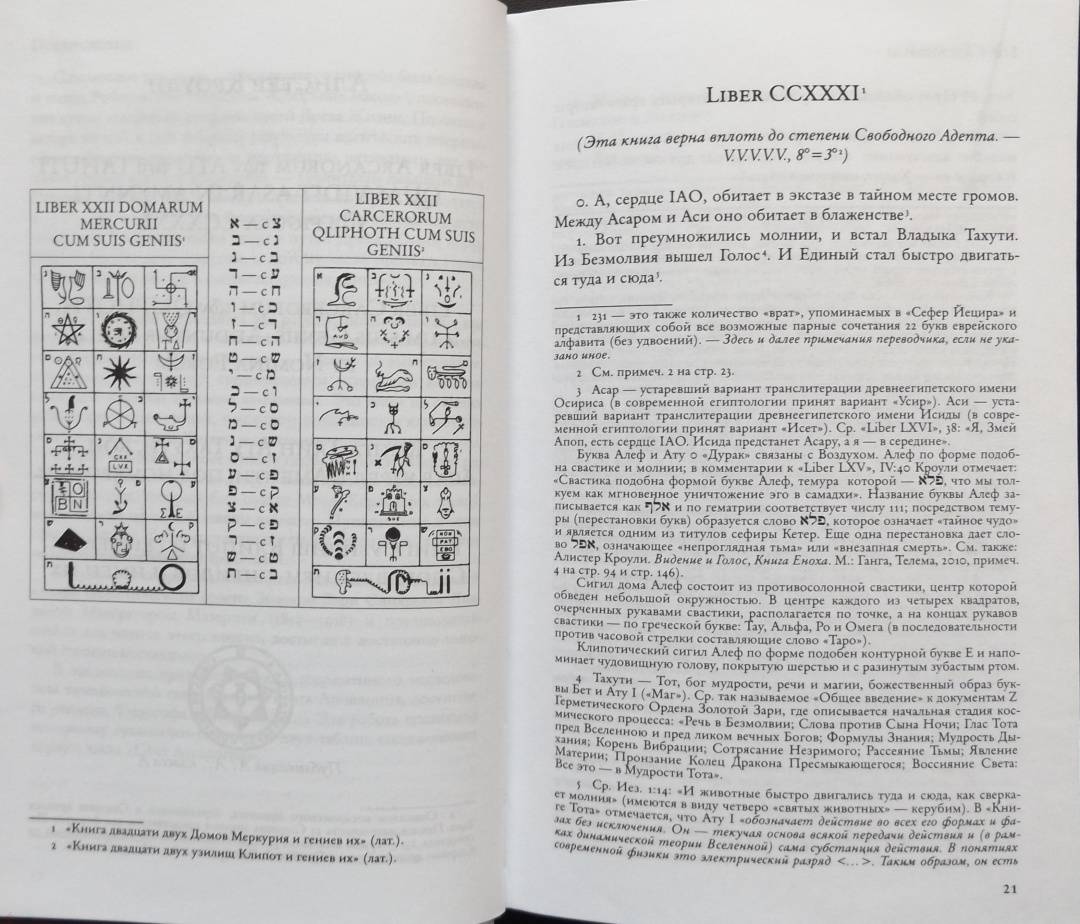 LIBER XXII DOMARUM
MERCURII
CUM SUIS GENIIS¹
LIBER XXII
CARCERORUM
QLIPHOTH CUM SUIS
GENIIS²
1 «Книга двадцати двух Домов Меркурия и гениев их» (лат.).
2 «Книга двадцати двух узилищ Клипот и гениев их» (лат.).
Liber CCXXXI¹
(Эта книга верна вплоть до степени Свободного Адепта. —
V.V.V.V.V., 8°=3°²)
0. А, сердце IAO, обитает в экстазе в тайном месте громов.
Между Асаром и Аси оно обитает в блаженстве³.
1. Вот преумножились молнии, и встал Владыка Тахути.
Из Безмолвия вышел Голос⁴. И Единый стал быстро двигать-
ся туда и сюда⁵.
1 231 — это также количество «врат», упоминаемых в «Сефер Йецира» и
представляющих собой все возможные парные сочетания 22 букв еврейского
алфавита (без удвоений). — Здесь и далее примечания переводчика, если не ука-
зано иное.
2 См. примеч. 2 на стр. 23.
3 Асар — устаревший вариант транслитерации древнеегипетского имени
Осириса (в современной египтологии принят вариант «Усир»). Аси — уста-
ревший вариант транслитерации древнеегипетского имени Исиды (в совре-
менной египтологии принят вариант «Исет»). Ср. «Liber LXVI», 38: «Я, Змей
Апоп, есть сердце IAO. Исида предстанет Асару, а я — в середине».
Буква Алеф и Ату 0 «Дурак» связаны с Воздухом. Алеф по форме подоб-
на свастике и молнии; в комментарии к «Liber LXV», IV:40 Кроули отмечает:
«Свастика подобна формой букве Алеф, темура которой — פלא, что мы тол-
куем как мгновенное уничтожение эго в самадхи». Название буквы Алеф за-
писывается как אלף и по гематрии соответствует числу 111; посредством тему-
ры (перестановки букв) образуется слово פלא, которое означает «тайное чудо»
и является одним из титулов сефиры Кетер. Еще одна перестановка дает сло-
во אפל, означающее «непроглядная тьма» или «внезапная смерть». См. также:
Алистер Кроули. Видение и Голос, Книга Еноха. М.: Ганга, Телема, 2010, примеч.
4 на стр. 94 и стр. 146).
Сигил дома Алеф состоит из противосолонной свастики, центр которой
обведен небольшой окружностью. В центре каждого из четырех квадратов,
очерченных рукавами свастики, располагается по точке, а на концах рукавов
свастики — по греческой букве: Тау, Альфа, Ро и Омега (в последовательности
против часовой стрелки составляющие слово «Таро»).
Клипотический сигил Алеф по форме подобен контурной букве Е и напо-
минает чудовищную голову, покрытую шерстью и с разинутым зубастым ртом.
4 Тахути — Тот, бог мудрости, речи и магии, божественный образ бук-
вы Бет и Ату I («Маг»). Ср. так называемое «Общее введение» к документам Z
Герметического Ордена Золотой Зари, где описывается начальная стадия кос-
мического процесса: «Речь в Безмолвии; Слова против Сына Ночи; Глас Тота
пред Вселенною и пред ликом вечных Богов; Формулы Знания; Мудрость Ды-
хания; Корень Вибрации; Сотрясание Незримого; Рассеяние Тьмы; Явление
Материи; Пронзание Колец Дракона Пресмыкающегося; Воссияние Света:
Все это — в Мудрости Тота».
5 Ср. Иез. 1:14: «И животные быстро двигались туда и сюда, как сверка-
ет молния» (имеются в виду четверо «святых животных» — керубим). В «Кни-
ге Тота» отмечается, что Ату I «обозначает действие во всех его формах и фа-
зах без исключения. Он — текучая основа всякой передачи действия и (в рам-
ках динамической теории Вселенной) сама субстанция действия. В понятиях
современной физики это электрический разряд <...>. Таким образом, он есть
21